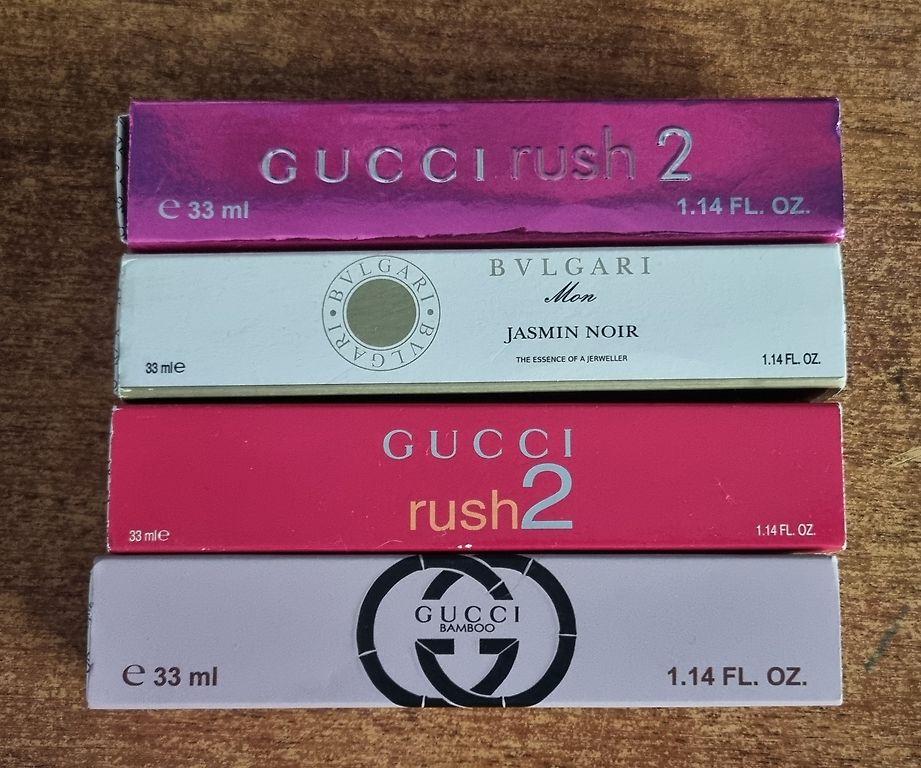 GUCCI rush 2
℮ 33 ml 1.14 FL. OZ.
BVLGARI · BVLGARI ·
BVLGARI
Mon
JASMIN NOIR
THE ESSENCE OF A JERWELLER
33 ml℮ 1.14 FL. OZ.
GUCCI
rush2
33 ml℮ 1.14 FL. OZ.
GUCCI
BAMBOO
℮ 33 ml 1.14 FL. OZ.